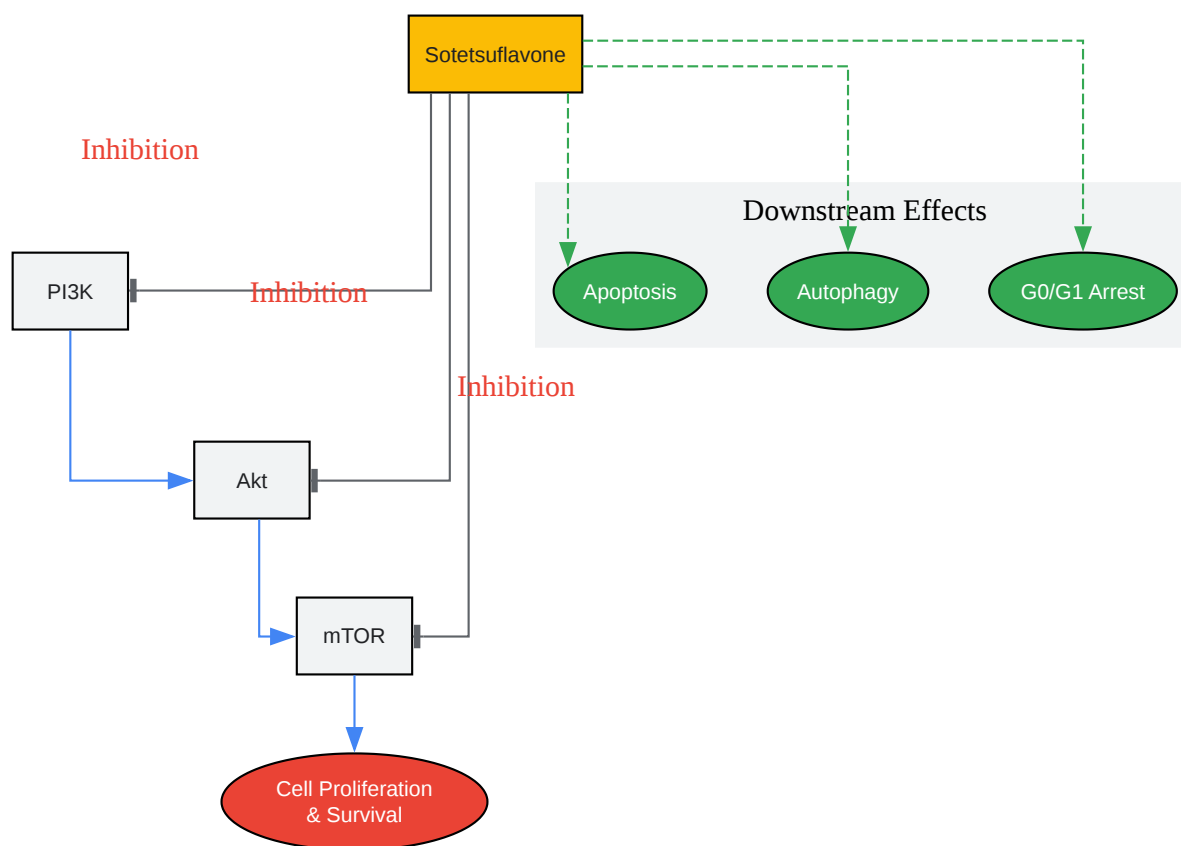 Sotetsuflavone
Inhibition
Downstream Effects
PI3K
Inhibition
Apoptosis
Autophagy
G0/G1 Arrest
Inhibition
Akt
mTOR
Cell Proliferation
& Survival